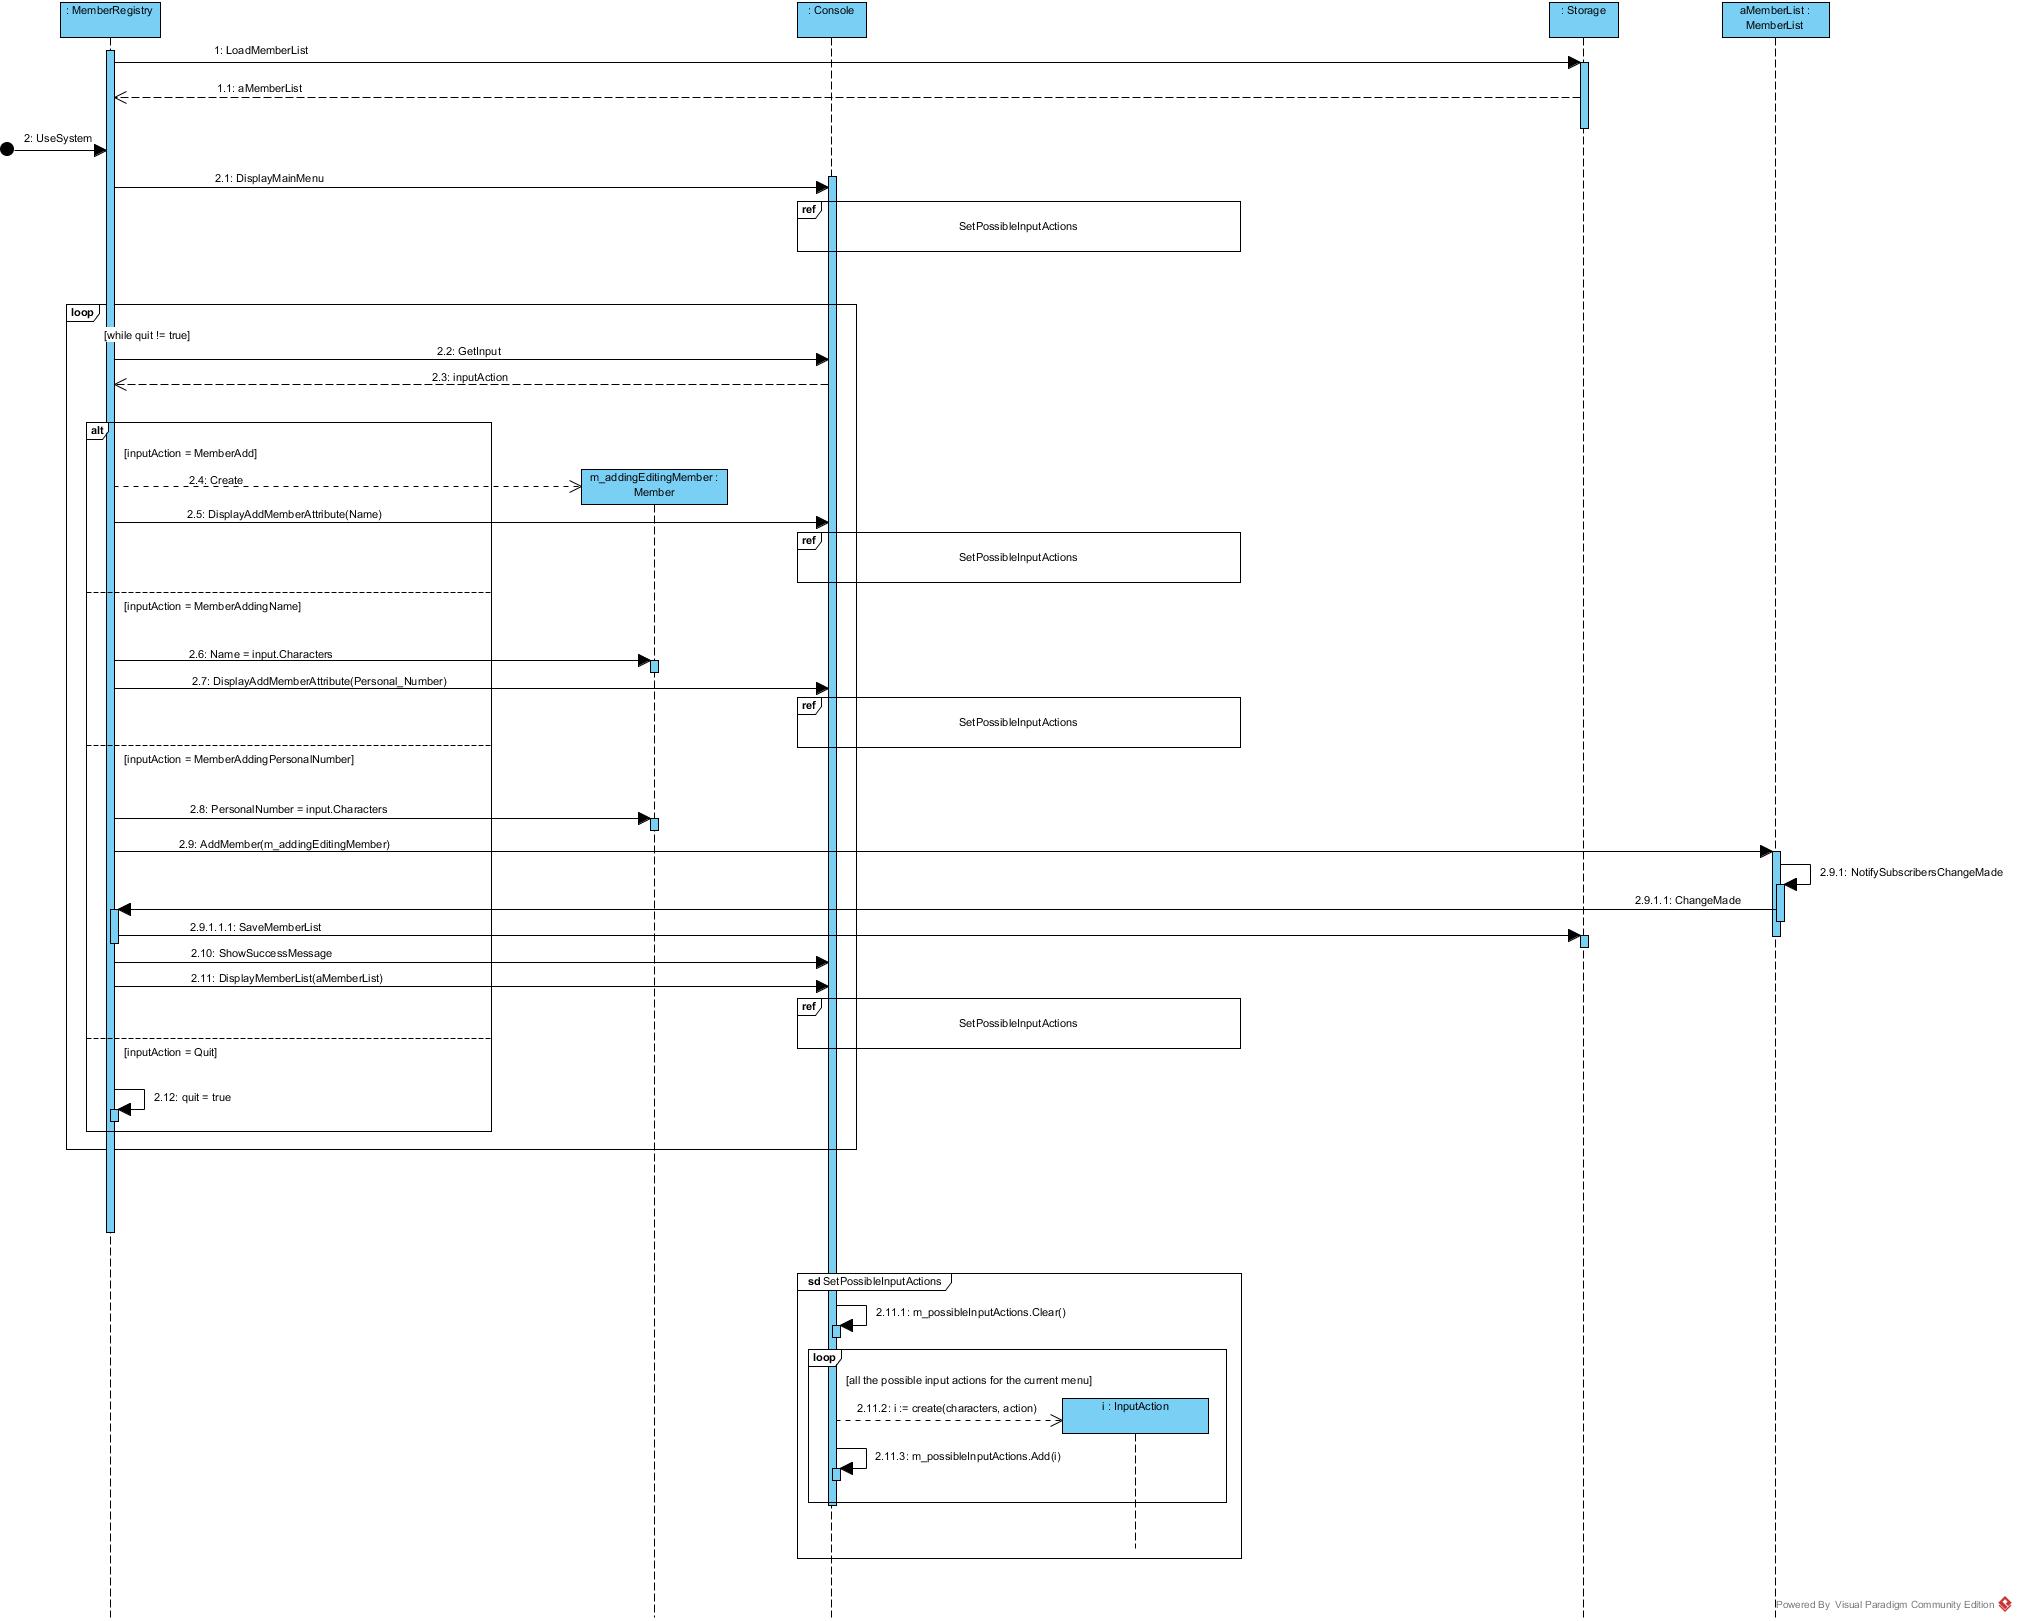 : MemberRegistry
: Console
: Storage
aMemberList :
MemberList
1: LoadMemberList
1.1: aMemberList
2: UseSystem
2.1: DisplayMainMenu
ref
SetPossibleInputActions
loop
[while quit != true]
2.2: GetInput
2.3: inputAction
alt
[inputAction = MemberAdd]
2.4: Create
m_addingEditingMember :
Member
2.5: DisplayAddMemberAttribute(Name)
ref
SetPossibleInputActions
[inputAction = MemberAddingName]
2.6: Name = input.Characters
2.7: DisplayAddMemberAttribute(Personal_Number)
ref
SetPossibleInputActions
[inputAction = MemberAddingPersonalNumber]
2.8: PersonalNumber = input.Characters
2.9: AddMember(m_addingEditingMember)
2.9.1: NotifySubscribersChangeMade
2.9.1.1: ChangeMade
2.9.1.1.1: SaveMemberList
2.10: ShowSuccessMessage
2.11: DisplayMemberList(aMemberList)
ref
SetPossibleInputActions
[inputAction = Quit]
2.12: quit = true
sd SetPossibleInputActions
2.11.1: m_possibleInputActions.Clear()
loop
[all the possible input actions for the current menu]
2.11.2: i := create(characters, action)
i : InputAction
2.11.3: m_possibleInputActions.Add(i)
Powered By Visual Paradigm Community Edition